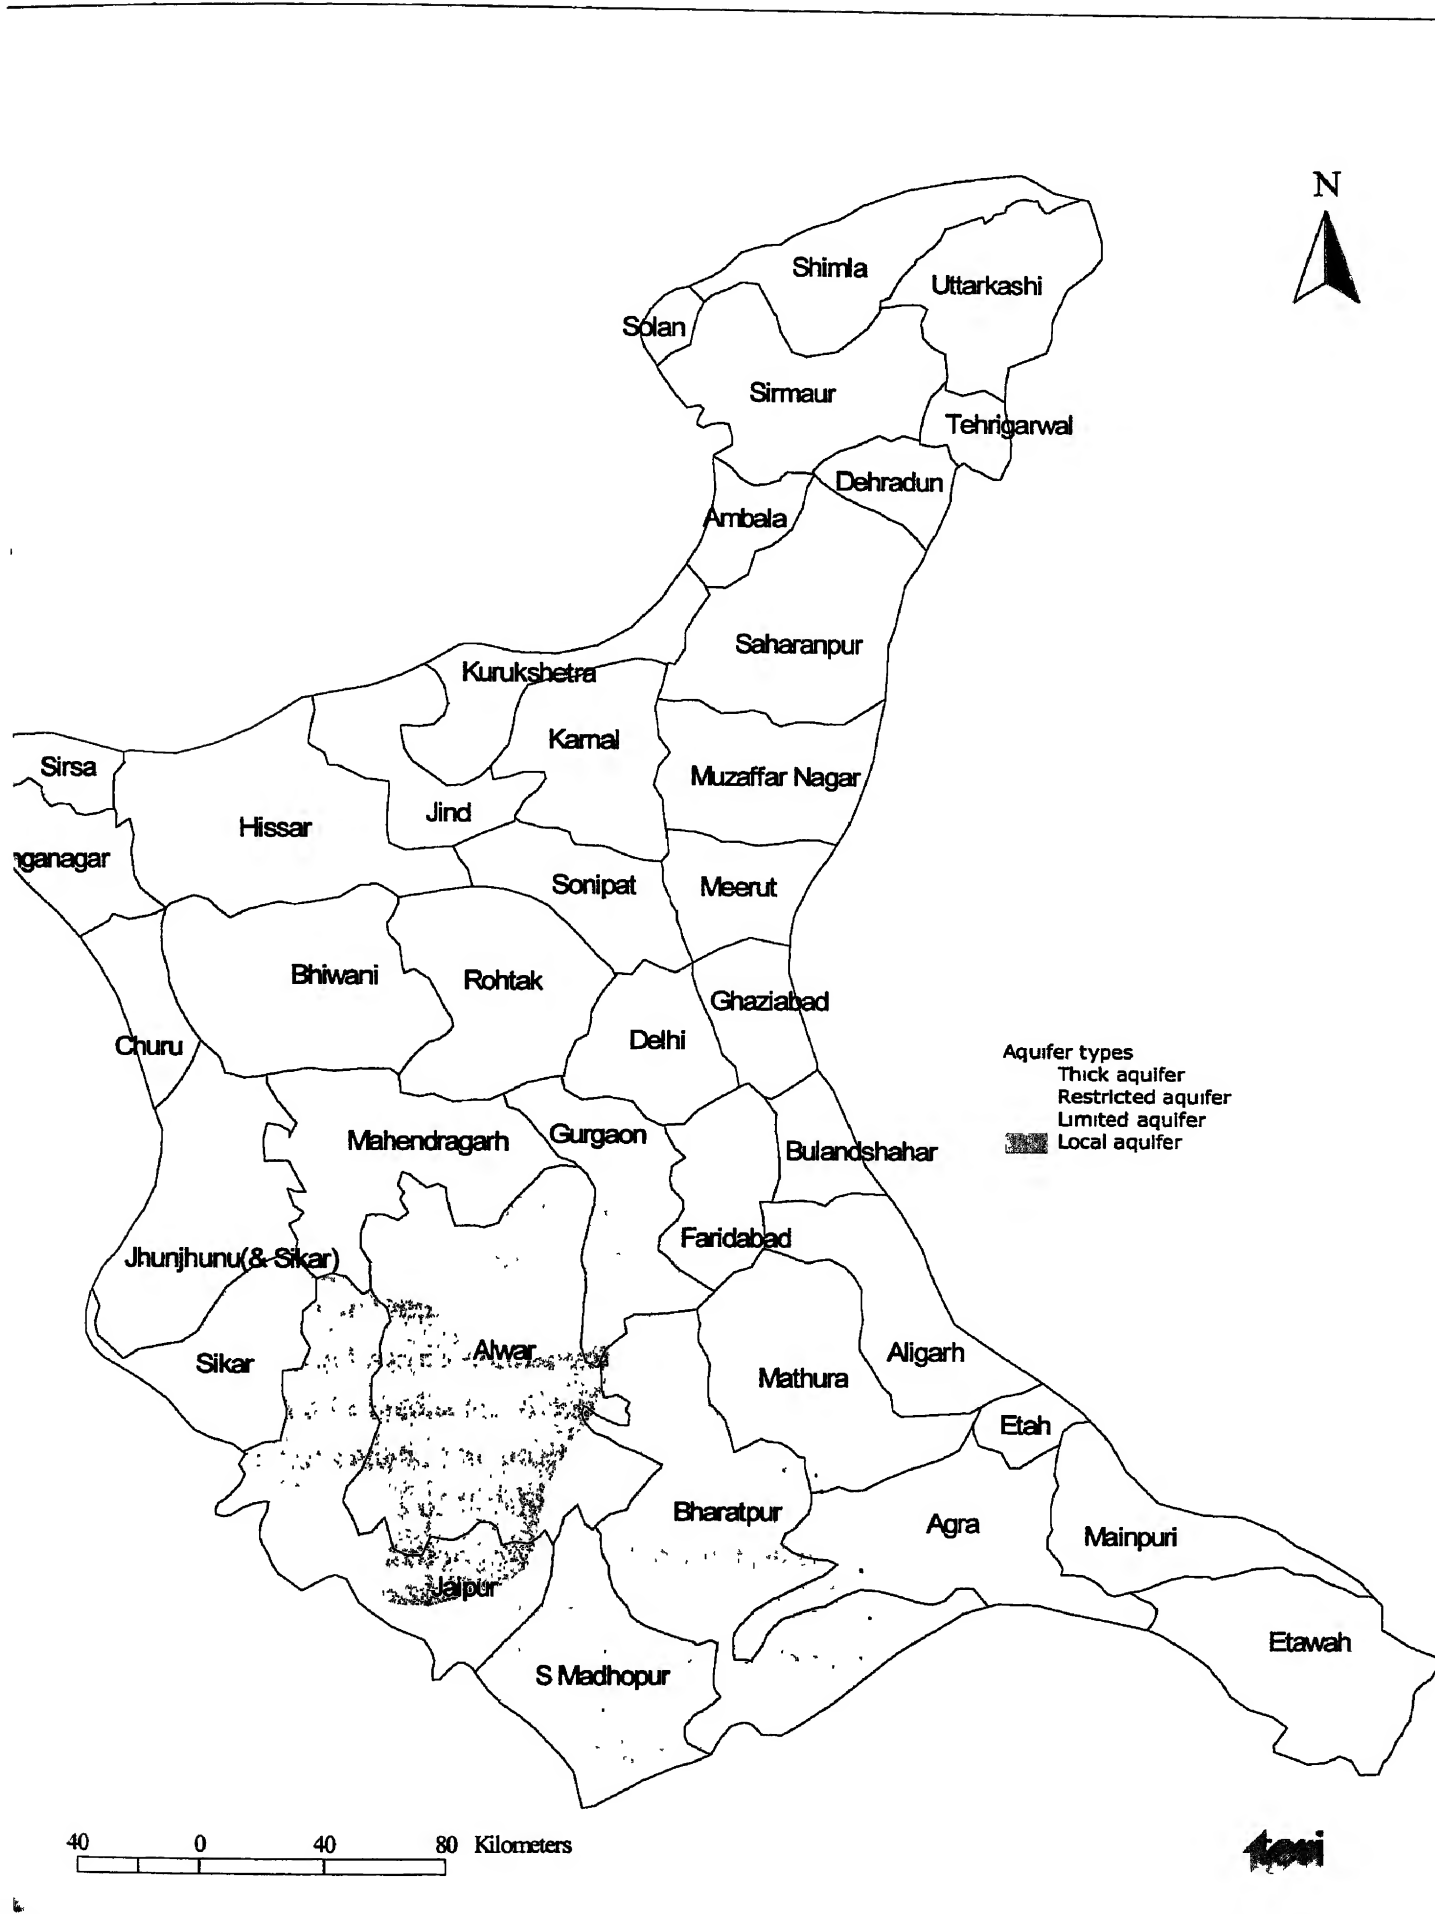 N
Shimla
Uttarkashi
Solan
Sirmaur
Tehrigarwal
Dehradun
Ambala
Saharanpur
Kurukshetra
Karnal
Sirsa
Muzaffar Nagar
Jind
Hissar
nganagar
Sonipat
Meerut
Bhiwani
Rohtak
Ghaziabad
Delhi
Churu
Aquifer types
Thick aquifer
Restricted aquifer
Limited aquifer
Local aquifer
Mahendragarh
Gurgaon
Bulandshahar
Faridabad
Jhunjhunu(& Sikar)
Alwar
Aligarh
Sikar
Mathura
Etah
Bharatpur
Agra
Mainpuri
Jaipur
Etawah
S Madhopur
40 0 40 80 Kilometers
teri